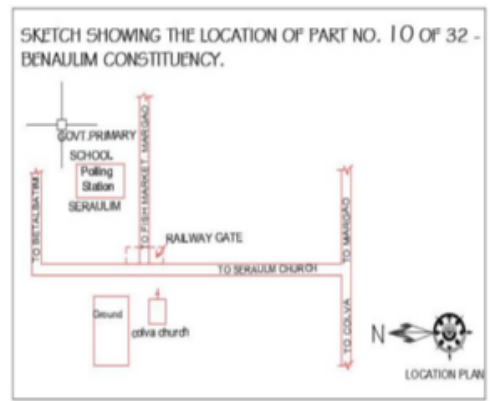 SKETCH SHOWING THE LOCATION OF PART NO. 10 OF 32 -
BENAULIM CONSTITUENCY.
GOVT.PRIMARY
SCHOOL
Polling
Station
SERAULIM
TO BETALBATIM
TO FISH MARKET, MARGAO
RAILWAY GATE
TO SERAULIM CHURCH
TO MARGAO
Ground
colva church
TO COLVA
N
LOCATION PLAN